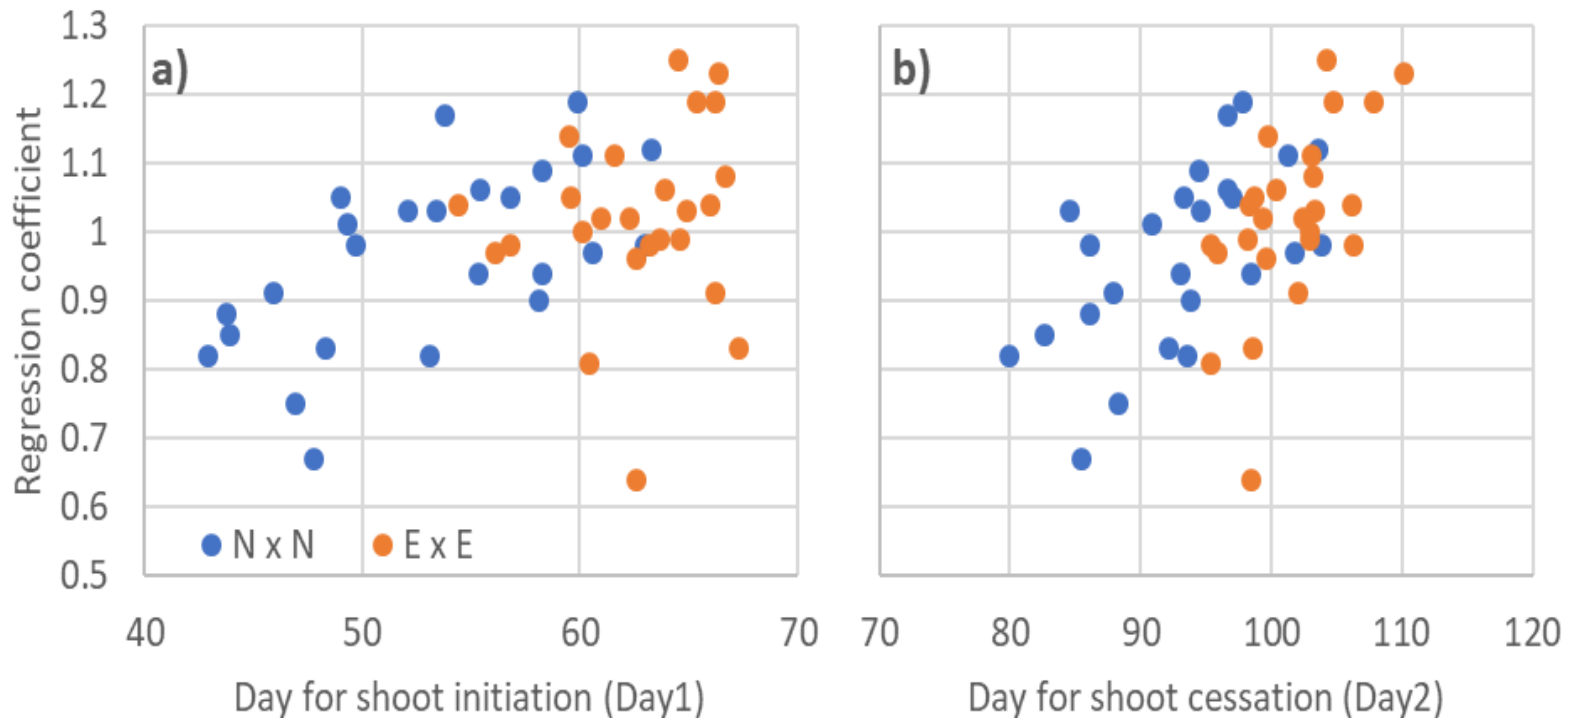 a)
b)
1.3
1.2
1.1
1
0.9
0.8
0.7
0.6
0.5
Regression coefficient
N x N E x E
40 50 60 70
70 80 90 100 110 120
Day for shoot initiation (Day1)
Day for shoot cessation (Day2)